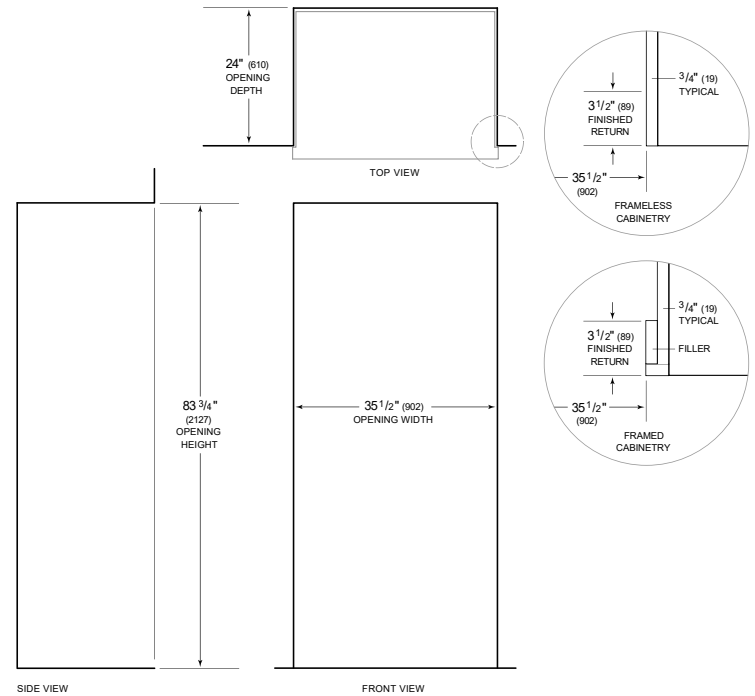 24" (610)
OPENING
DEPTH
TOP VIEW
3/4" (19)
TYPICAL
3 1/2" (89)
FINISHED
RETURN
35 1/2"
(902)
FRAMELESS
CABINETRY
3/4" (19)
TYPICAL
3 1/2" (89)
FINISHED
RETURN
FILLER
35 1/2"
(902)
FRAMED
CABINETRY
83 3/4"
(2127)
OPENING
HEIGHT
35 1/2" (902)
OPENING WIDTH
SIDE VIEW
FRONT VIEW